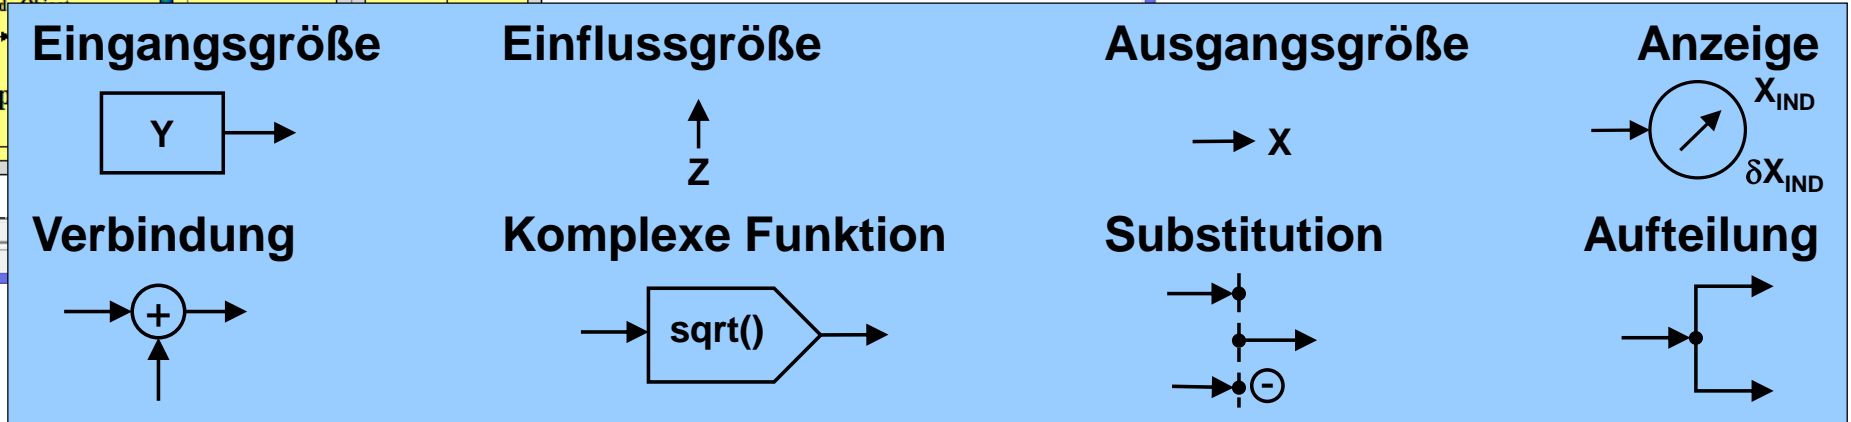 Eingangsgröße Einflussgröße Ausgangsgröße Anzeige
Y Z X X_IND
δX_IND
Verbindung Komplexe Funktion Substitution Aufteilung
+ sqrt() -